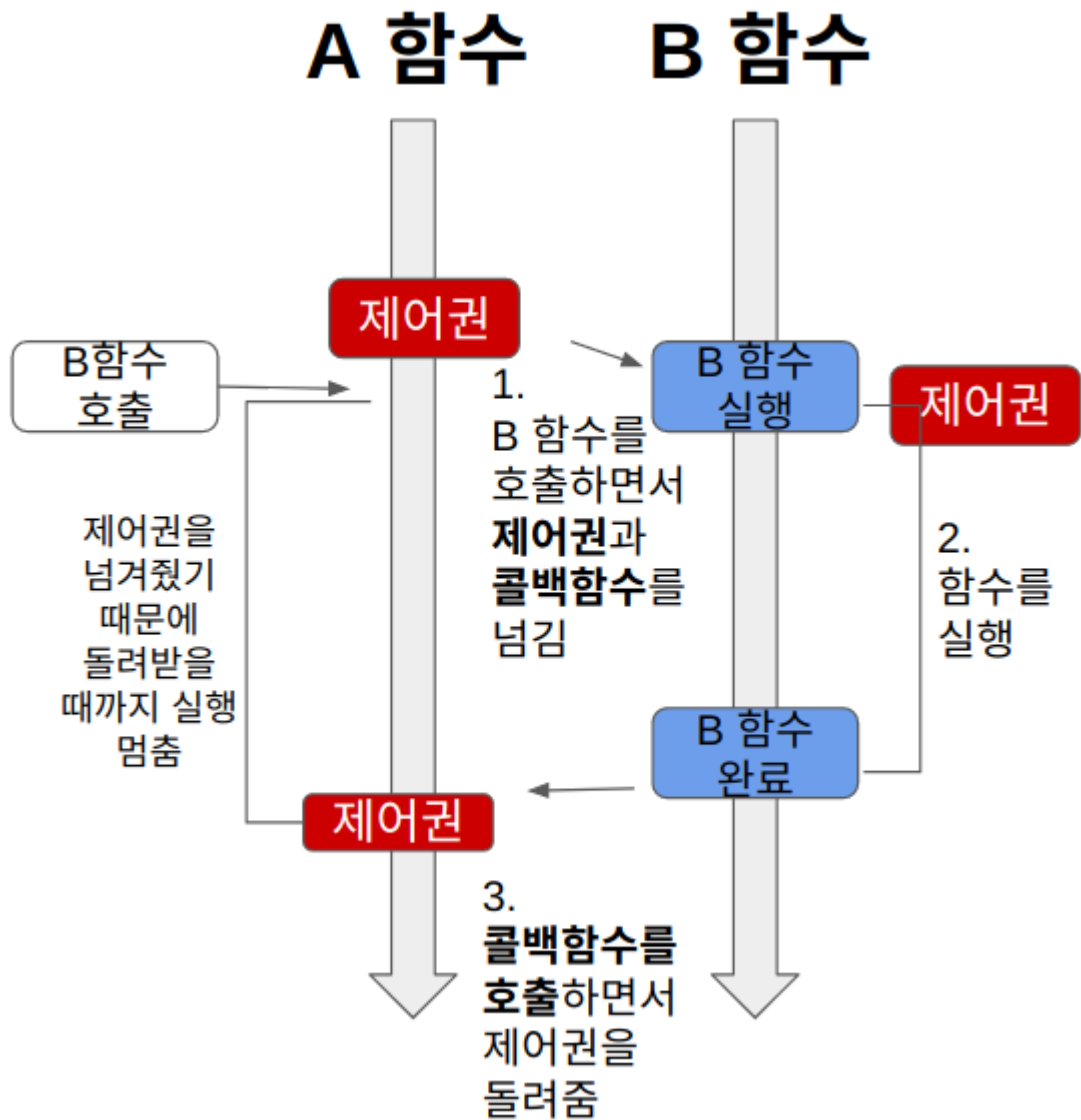 A 함수
B 함수
제어권
B함수
호출
B 함수
실행
제어권
1.
B 함수를
호출하면서
제어권과
콜백함수를
넘김
2.
함수를
실행
제어권을
넘겨줬기
때문에
돌려받을
때까지 실행
멈춤
B 함수
완료
제어권
3.
콜백함수를
호출하면서
제어권을
돌려줌